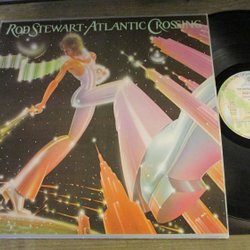 ROD STEWART - ATLANTIC CROSSING